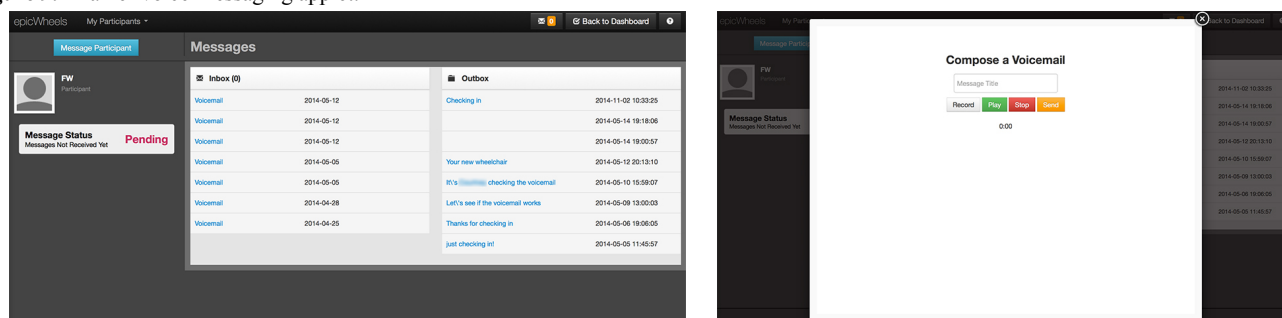 epicWheels My Participants
0 Back to Dashboard
Message Participant
Messages
FW
Participant
Message Status
Messages Not Received Yet
Pending
Inbox (0)
Voicemail 2014-05-12
Voicemail 2014-05-12
Voicemail 2014-05-12
Voicemail 2014-05-05
Voicemail 2014-05-05
Voicemail 2014-04-28
Voicemail 2014-04-25
Outbox
Checking in 2014-11-02 10:33:25
2014-05-14 19:18:06
2014-05-14 19:00:57
Your new wheelchair 2014-05-12 20:13:10
It\'s checking the voicemail 2014-05-10 15:59:07
Let\'s see if the voicemail works 2014-05-09 13:00:03
Thanks for checking in 2014-05-06 19:06:05
just checking in! 2014-05-05 11:45:57
epicWheels My Parti
ack to Dashboard
Message Partic
FW
Participant
Message Status
Messages Not Received Yet
Compose a Voicemail
Message Title
Record Play Stop Send
0:00
2014-11-02 10:33:25
2014-05-14 19:18:06
2014-05-14 19:00:57
2014-05-12 20:13:10
2014-05-10 15:59:07
2014-05-09 13:00:03
2014-05-06 19:06:05
2014-05-05 11:45:57